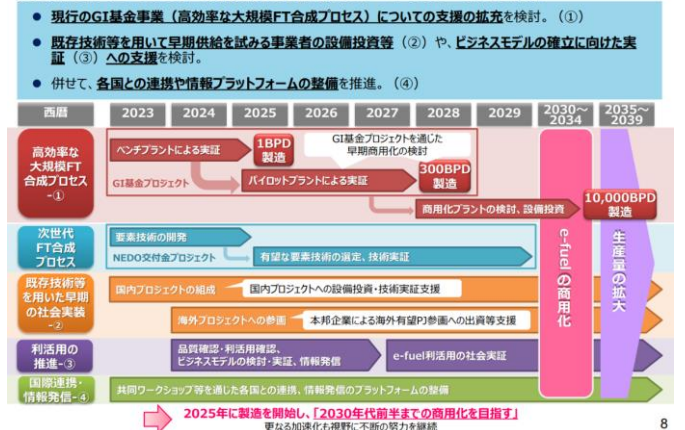 ● 現行のGI基金事業（高効率な大規模FT合成プロセス）についての支援の拡充を検討。（①）
● 既存技術等を用いて早期供給を試みる事業者の設備投資等（②）や、ビジネスモデルの確立に向けた実
証（③）への支援を検討。
● 併せて、各国との連携や情報プラットフォームの整備を推進。（④）
西暦 2023 2024 2025 2026 2027 2028 2029 2030～
2034 2035～
2039
高効率な
大規模FT
合成プロセス
-①
ベンチプラントによる実証
1BPD
製造
GI基金プロジェクトを通じた
早期商用化の検討
GI基金プロジェクト
パイロットプラントによる実証
300BPD
製造
商用化プラントの検討、設備投資
10,000BPD
製造
次世代
FT合成
プロセス
要素技術の開発
NEDO交付金プロジェクト
有望な要素技術の選定、技術実証
既存技術等
を用いた早期
の社会実装
-②
国内プロジェクトの組成
国内プロジェクトへの設備投資・技術実証支援
海外プロジェクトへの参画
本邦企業による海外有望PJ参画への出資等支援
利活用の
推進-③
品質確認・利活用確認、
ビジネスモデルの検討・実証、情報発信
e-fuel利活用の社会実証
国際連携・
情報発信-④
共同ワークショップ等を通じた各国との連携、情報発信のプラットフォームの整備
e-fuelの商用化
生産量の拡大
2025年に製造を開始し、「2030年代前半までの商用化を目指す」
更なる加速化も視野に不断の努力を継続
8